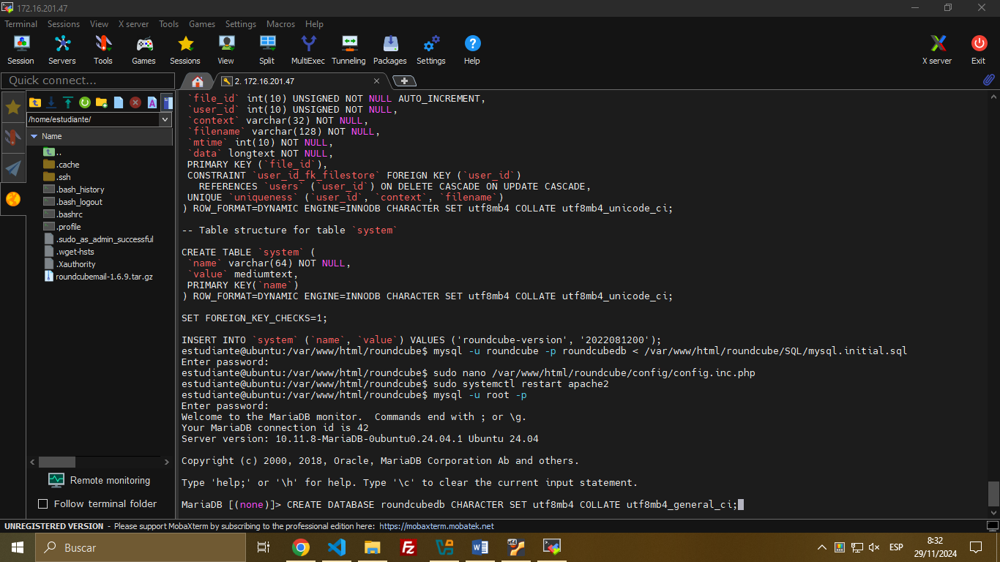 172.16.201.47
Terminal Sessions View X server Tools Games Settings Macros Help
Session Servers Tools Games Sessions View Split MultiExec Tunneling Packages Settings Help X server Exit
Quick connect...
2. 172.16.201.47
/home/estudiante/
Name
..
.cache
.ssh
.bash_history
.bash_logout
.bashrc
.profile
.sudo_as_admin_successful
.wget-hsts
.Xauthority
roundcubemail-1.6.9.tar.gz
Remote monitoring
Follow terminal folder
`file_id` int(10) UNSIGNED NOT NULL AUTO_INCREMENT,
`user_id` int(10) UNSIGNED NOT NULL,
`context` varchar(32) NOT NULL,
`filename` varchar(128) NOT NULL,
`mtime` int(10) NOT NULL,
`data` longtext NOT NULL,
PRIMARY KEY (`file_id`),
CONSTRAINT `user_id_fk_filestore` FOREIGN KEY (`user_id`)
REFERENCES `users` (`user_id`) ON DELETE CASCADE ON UPDATE CASCADE,
UNIQUE `uniqueness` (`user_id`, `context`, `filename`)
) ROW_FORMAT=DYNAMIC ENGINE=INNODB CHARACTER SET utf8mb4 COLLATE utf8mb4_unicode_ci;
-- Table structure for table `system`
CREATE TABLE `system` (
`name` varchar(64) NOT NULL,
`value` mediumtext,
PRIMARY KEY(`name`)
) ROW_FORMAT=DYNAMIC ENGINE=INNODB CHARACTER SET utf8mb4 COLLATE utf8mb4_unicode_ci;
SET FOREIGN_KEY_CHECKS=1;
INSERT INTO `system` (`name`, `value`) VALUES ('roundcube-version', '2022081200');
estudiante@ubuntu:/var/www/html/roundcube$ mysql -u roundcube -p roundcubedb < /var/www/html/roundcube/SQL/mysql.initial.sql
Enter password:
estudiante@ubuntu:/var/www/html/roundcube$ sudo nano /var/www/html/roundcube/config/config.inc.php
estudiante@ubuntu:/var/www/html/roundcube$ sudo systemctl restart apache2
estudiante@ubuntu:/var/www/html/roundcube$ mysql -u root -p
Enter password:
Welcome to the MariaDB monitor.  Commands end with ; or \g.
Your MariaDB connection id is 42
Server version: 10.11.8-MariaDB-0ubuntu0.24.04.1 Ubuntu 24.04
Copyright (c) 2000, 2018, Oracle, MariaDB Corporation Ab and others.
Type 'help;' or '\h' for help. Type '\c' to clear the current input statement.
MariaDB [(none)]> CREATE DATABASE roundcubedb CHARACTER SET utf8mb4 COLLATE utf8mb4_general_ci;
UNREGISTERED VERSION - Please support MobaXterm by subscribing to the professional edition here: https://mobaxterm.mobatek.net
Buscar
ESP
8:32
29/11/2024